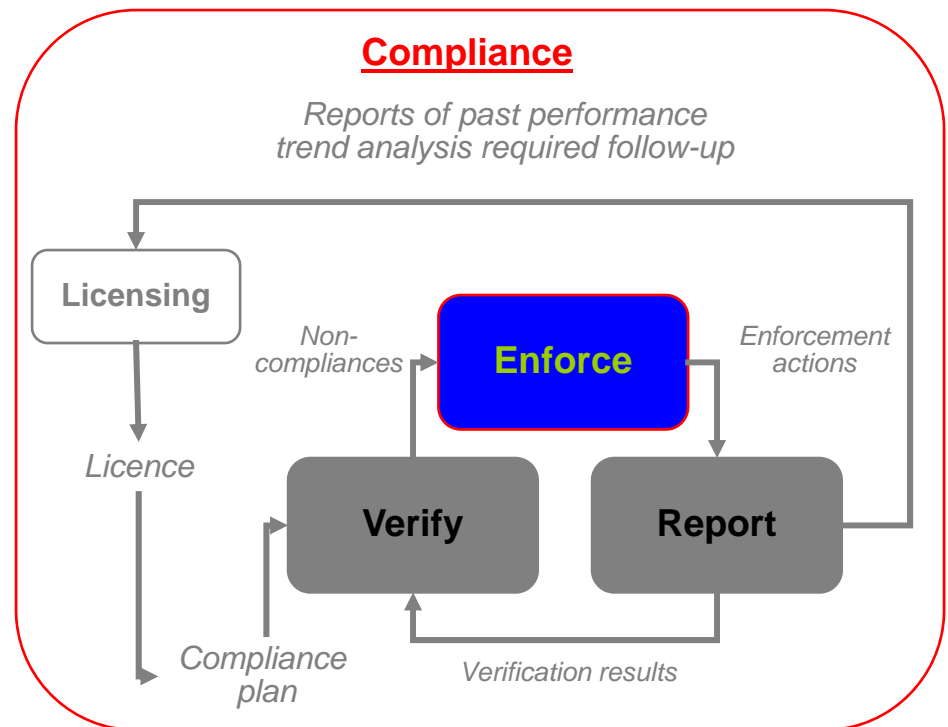 Compliance
Reports of past performance
trend analysis required follow-up
Licensing
Non-
compliances
Enforce
Enforcement
actions
Licence
Verify
Report
Compliance
plan
Verification results